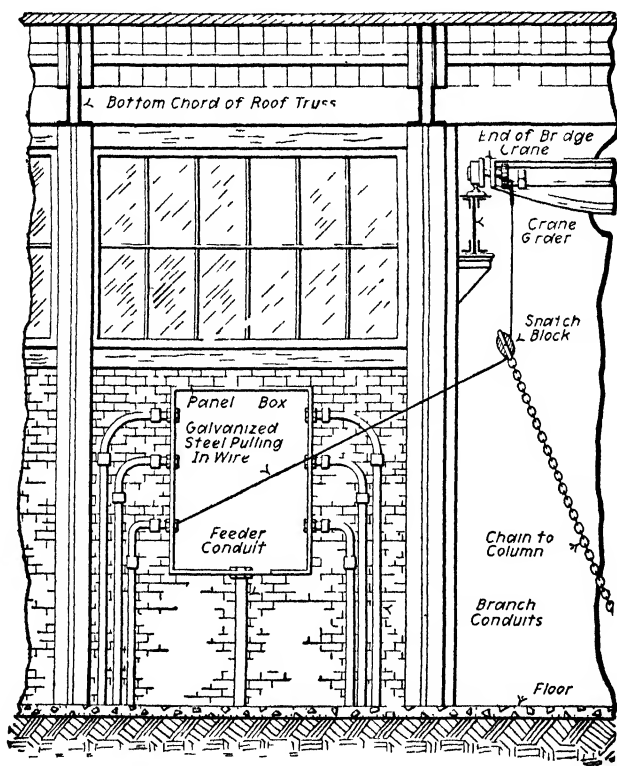 Bottom Chord of Roof Truss
End of Bridge
Crane
Crane
Girder
Snatch
Block
Panel Box
Galvanized
Steel Pulling
In Wire
Feeder
Conduit
Chain to
Column
Branch
Conduits
Floor